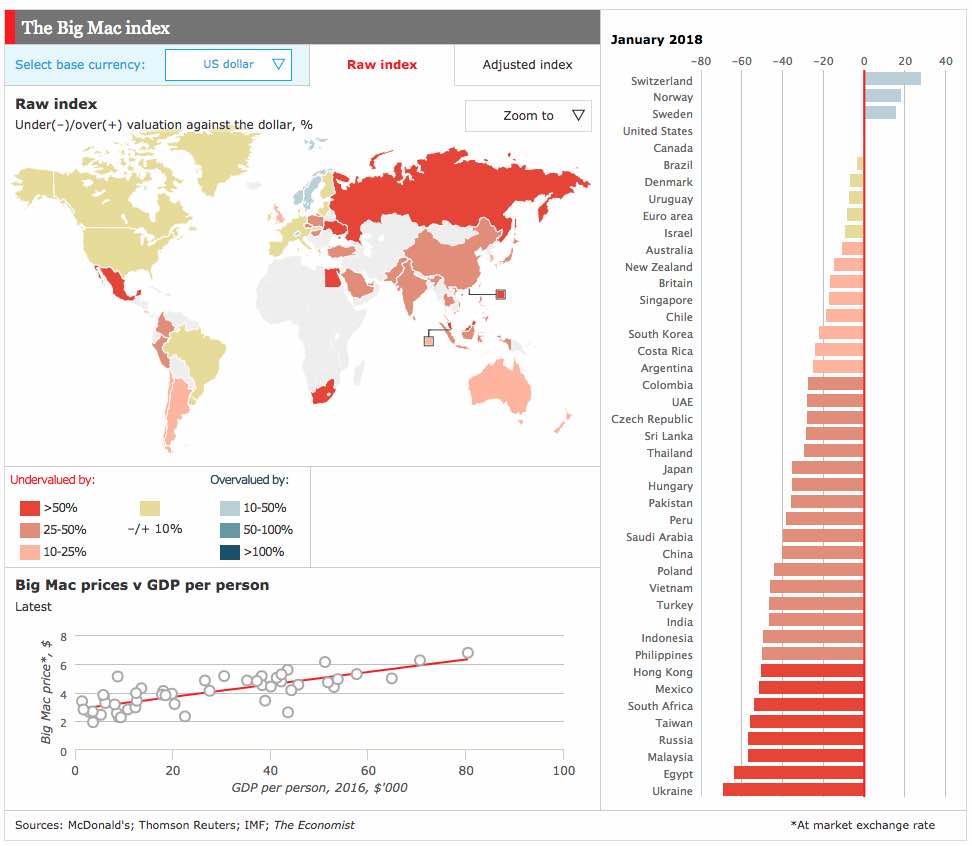 The Big Mac index
Select base currency:
US dollar
Raw index
Adjusted index
Raw index
Under(−)/over(+) valuation against the dollar, %
Zoom to
Undervalued by:
>50%
25-50%
10-25%
−/+ 10%
Overvalued by:
10-50%
50-100%
>100%
Big Mac prices v GDP per person
Latest
Big Mac price*, $
8
6
4
2
0
0 20 40 60 80 100
GDP per person, 2016, $'000
January 2018
−80 −60 −40 −20 0 20 40
Switzerland
Norway
Sweden
United States
Canada
Brazil
Denmark
Uruguay
Euro area
Israel
Australia
New Zealand
Britain
Singapore
Chile
South Korea
Costa Rica
Argentina
Colombia
UAE
Czech Republic
Sri Lanka
Thailand
Japan
Hungary
Pakistan
Peru
Saudi Arabia
China
Poland
Vietnam
Turkey
India
Indonesia
Philippines
Hong Kong
Mexico
South Africa
Taiwan
Russia
Malaysia
Egypt
Ukraine
Sources: McDonald's; Thomson Reuters; IMF; The Economist
*At market exchange rate